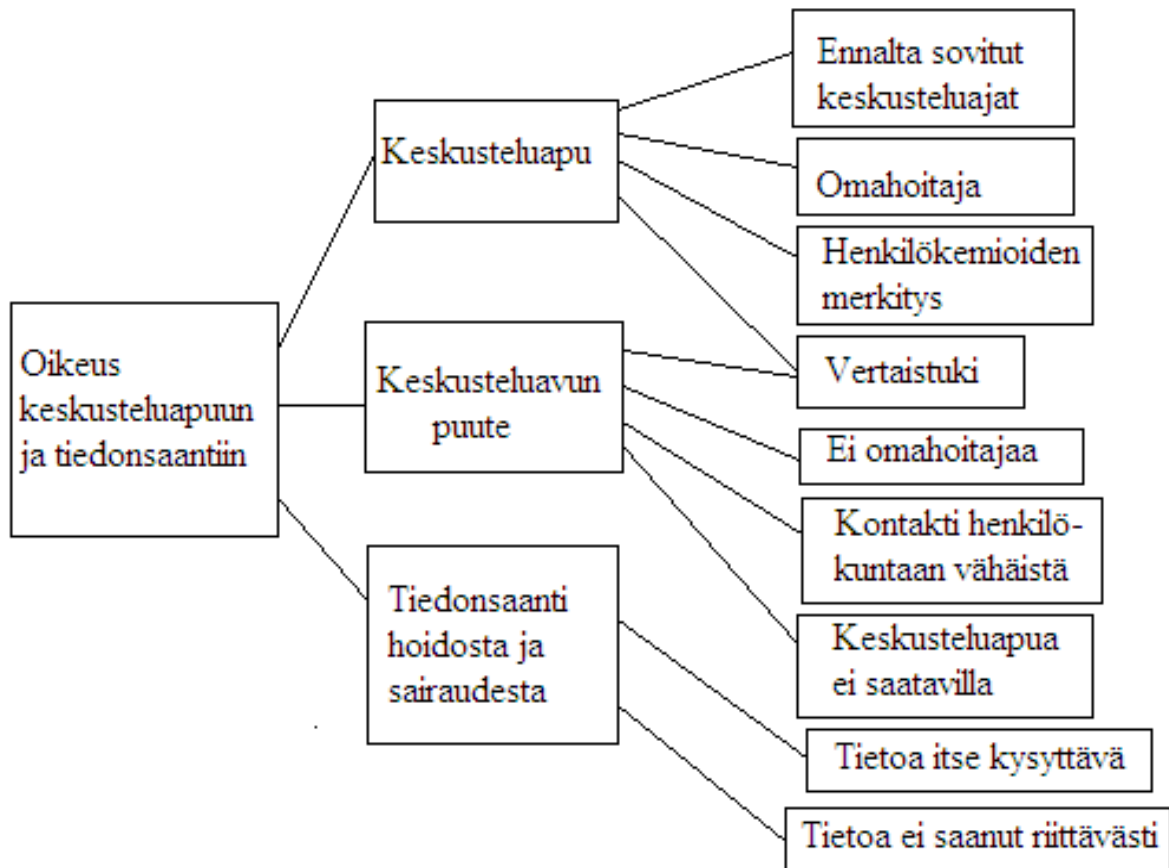 Oikeus
keskusteluapuun
ja tiedonsaantiin
Keskusteluapu
Keskusteluavun
puute
Tiedonsaanti
hoidosta ja
sairaudesta
Ennalta sovitut
keskusteluajat
Omahoitaja
Henkilökemioiden
merkitys
Vertaistuki
Ei omahoitajaa
Kontakti henkilö-
kuntaan vähäistä
Keskusteluapua
ei saatavilla
Tietoa itse kysyttävä
Tietoa ei saanut riittävästi